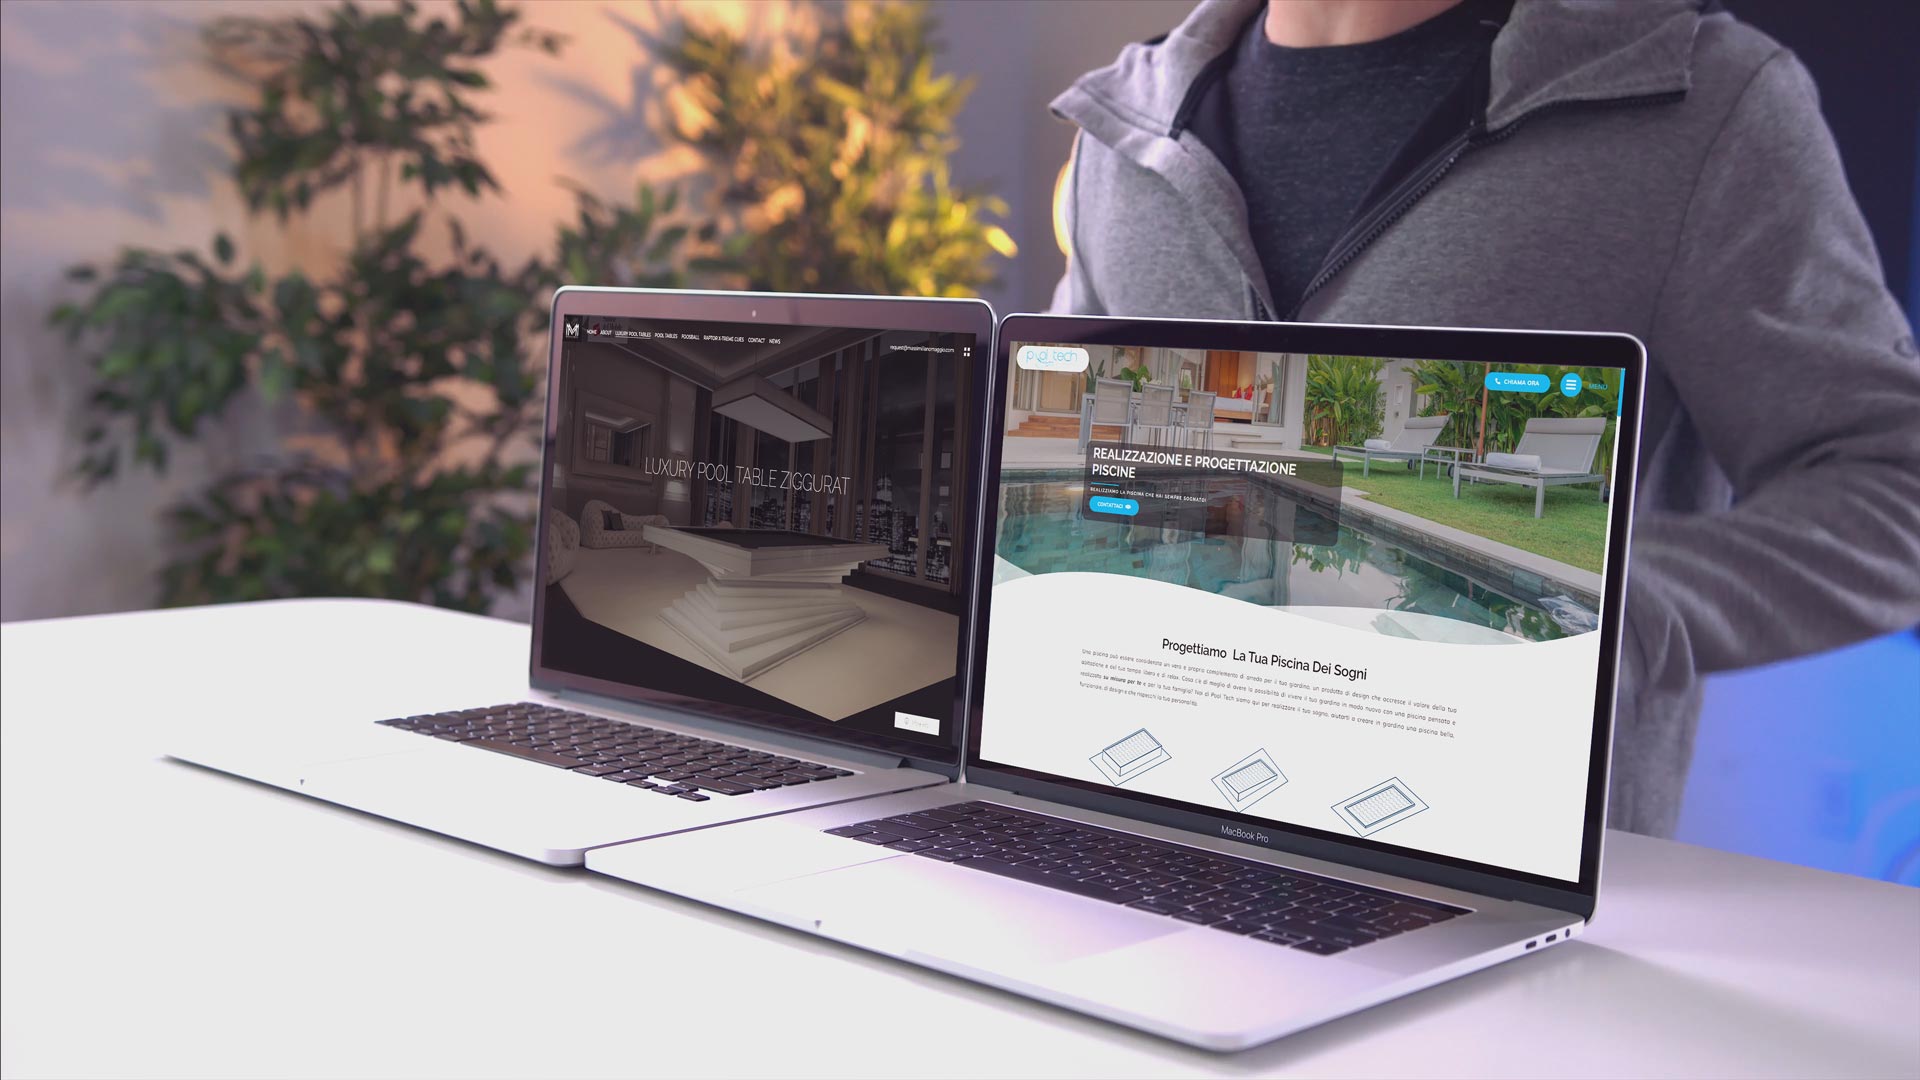 M
HOME ABOUT LUXURY POOL TABLES POOL TABLES FOOSBALL RAPTOR X-TREME CUES CONTACT NEWS
request@massimilianomaggio.com
LUXURY POOL TABLE ZIGGURAT
pool tech
CHIAMA ORA
MENU
REALIZZAZIONE E PROGETTAZIONE
PISCINE
REALIZZIAMO LA PISCINA CHE HAI SEMPRE SOGNATO!
CONTATTACI
Progettiamo La Tua Piscina Dei Sogni
Una piscina può essere considerata un vero e proprio complemento di arredo per il tuo giardino, un prodotto di design che accresce il valore della tua
abitazione e del tuo tempo libero e di relax. Cosa c'è di meglio di avere la possibilità di vivere il tuo giardino in modo nuovo con una piscina pensata e
realizzata su misura per te e per la tua famiglia? Noi di Pool Tech siamo qui per realizzare il tuo sogno, aiutarti a creare in giardino una piscina bella,
funzionale, di design e che rispecchi la tua personalità.
MacBook Pro